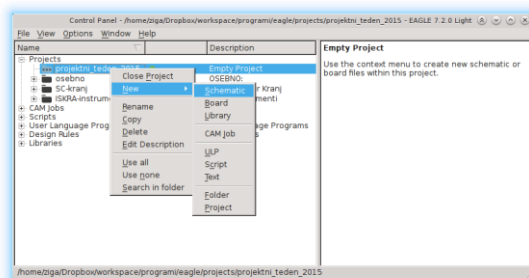 Control Panel - /home/ziga/Dropbox/workspace/programi/eagle/projects/projektni_teden_2015 - EAGLE 7.2.0 Light
File View Options Window Help
Name Description
Projects
projektni_teden_2015 Empty Project
osebno OSEBNO:
SC-kranj Kranj
ISKRA-instrume menti
CAM Jobs
Scripts
User Language Prog age Programs
Design Rules
Libraries
Close Project
New
Rename
Copy
Delete
Edit Description
Use all
Use none
Search in folder
Schematic
Board
Library
CAM Job
ULP
Script
Text
Folder
Project
Empty Project
Use the context menu to create new schematic or
board files within this project.
/home/ziga/Dropbox/workspace/programi/eagle/projects/projektni_teden_2015